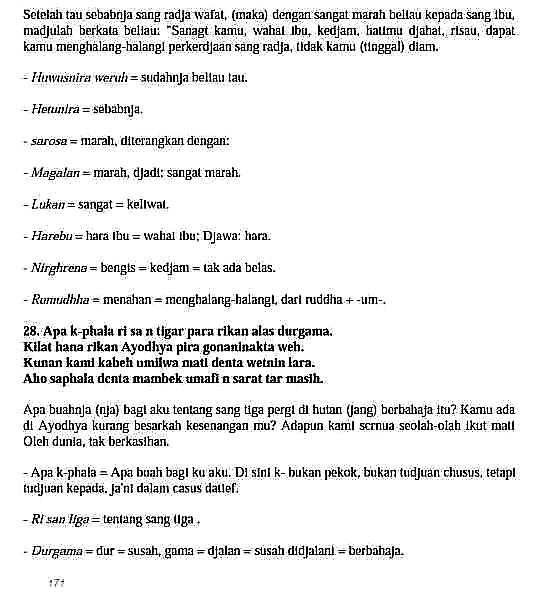 Setelah tau sebabnja sang radja wafat, (maka) dengan sangat marah beliau kepada sang ibu,
madjulah berkata beliau: "Sanagt kamu, wahai ibu, kedjam, hatimu djahat, risau, dapat
kamu menghalang-halangi perkerdjaan sang radja, tidak kamu (tinggal) diam.
- Huwusnira weruh = sudahnja beliau tau.
- Hetunira = sebabnja.
- sarosa = marah, diterangkan dengan:
- Magalan = marah, djadi: sangat marah.
- Lukan = sangat = keliwat.
- Harebu = hara ibu = wahai ibu; Djawa: hara.
- Nirghrena = bengis = kedjam = tak ada belas.
- Rumudhha = menahan = menghalang-halangi, dari ruddha + -um-.
28. Apa k-phala ri sa n tigar para rikan alas durgama.
Kilat hana rikan Ayodhya pira gonaninakta weh.
Kunan kami kabeh umilwa mati denta wetnin lara.
Aho saphala denta mambek umafi n sarat tar masih.
Apa buahnja (nja) bagi aku tentang sang tiga pergi di hutan (jang) berbahaja itu? Kamu ada
di Ayodhya kurang besarkah kesenangan mu? Adapun kami semua seolah-olah ikut mati
Oleh dunia, tak berkasihan.
- Apa k-phala = Apa buah bagi ku aku. Di sini k- bukan pekok, bukan tudjuan chusus, tetapi
tudjuan kepada, ja'ni dalam casus datief.
- Ri san tiga = tentang sang tiga .
- Durgama = dur = susah, gama = djalan = susah didjalani = berbahaja.
171